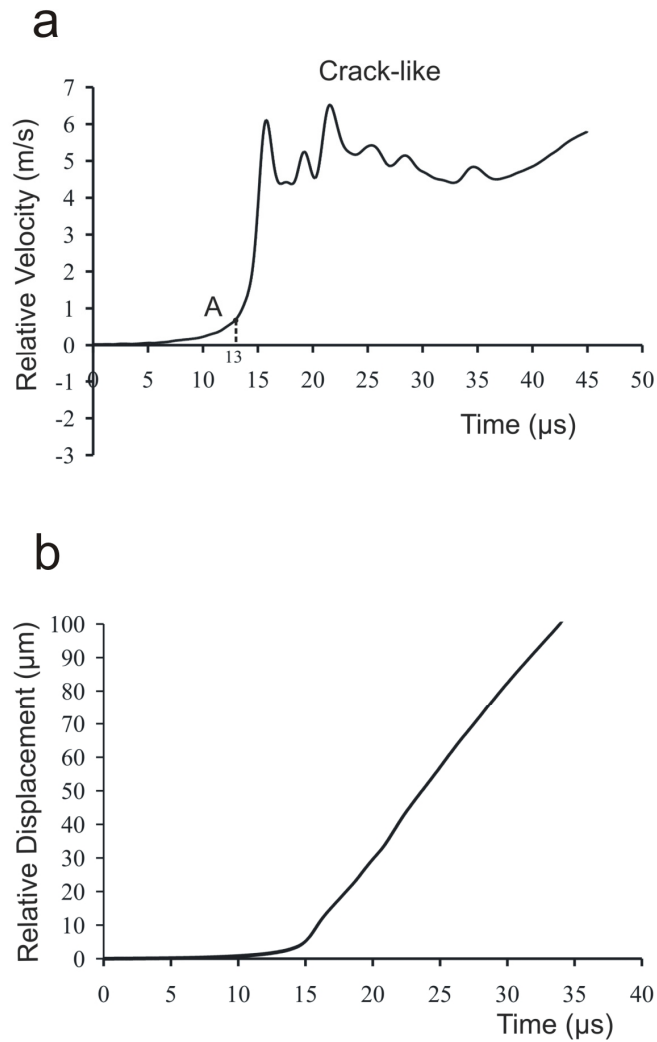 a
Crack-like
Relative Velocity (m/s)
7
6
5
4
3
2
1
0
-1
-2
-3
A
13
0 5 10 15 20 25 30 35 40 45 50
Time (μs)
b
Relative Displacement (μm)
100
90
80
70
60
50
40
30
20
10
0
0 5 10 15 20 25 30 35 40
Time (μs)